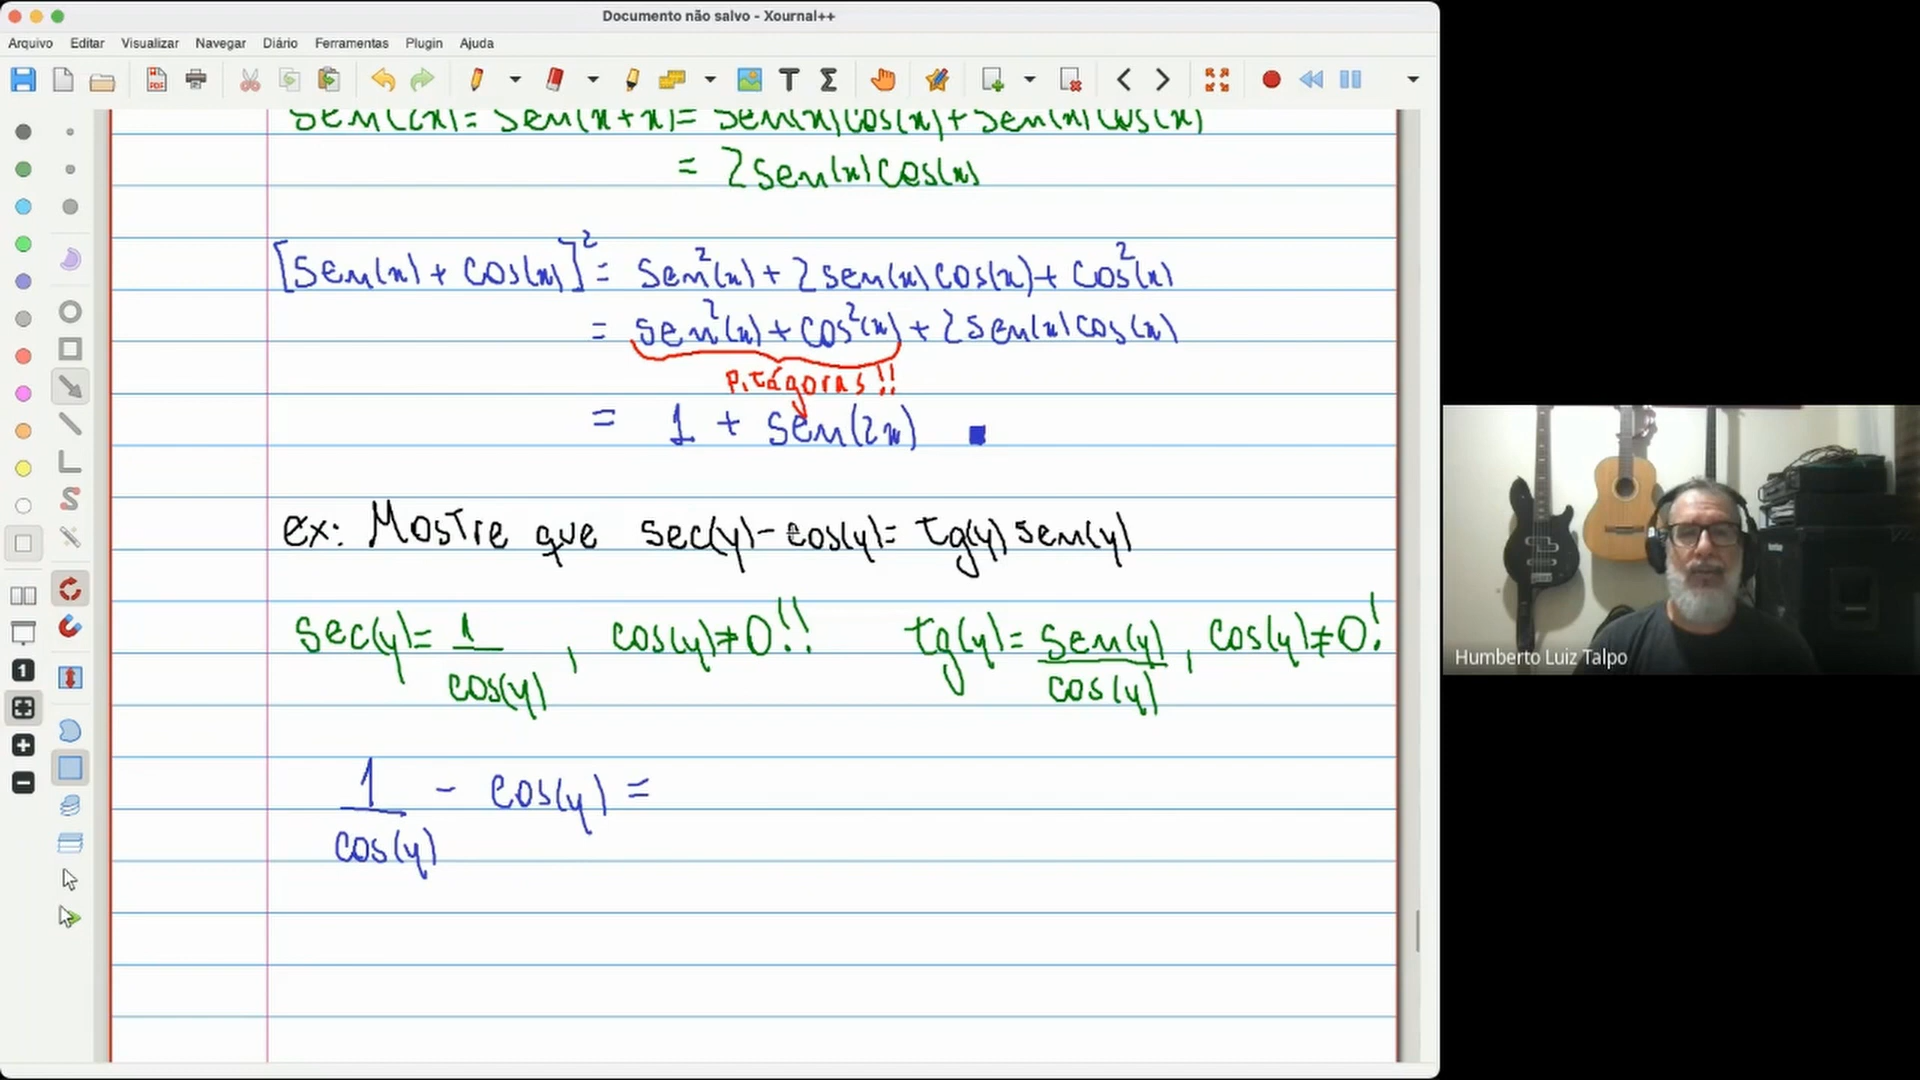 Documento não salvo - Xournal++
Arquivo Editar Visualizar Navegar Diário Ferramentas Plugin Ajuda
sen(2x) = sen(x+x) = sen(x)cos(x) + sen(x)cos(x)
= 2sen(x)cos(x)
[sen(x) + cos(x)]² = sen²(x) + 2sen(x)cos(x) + cos²(x)
= sen²(x) + cos²(x) + 2sen(x)cos(x)
Pitágoras!!
= 1 + sen(2x) ■
ex: Mostre que sec(y) - cos(y) = tg(y) sen(y)
sec(y) = 1/cos(y) , cos(y) ≠ 0!! tg(y) = sen(y)/cos(y) , cos(y) ≠ 0!
1/cos(y) - cos(y) =
Humberto Luiz Talpo